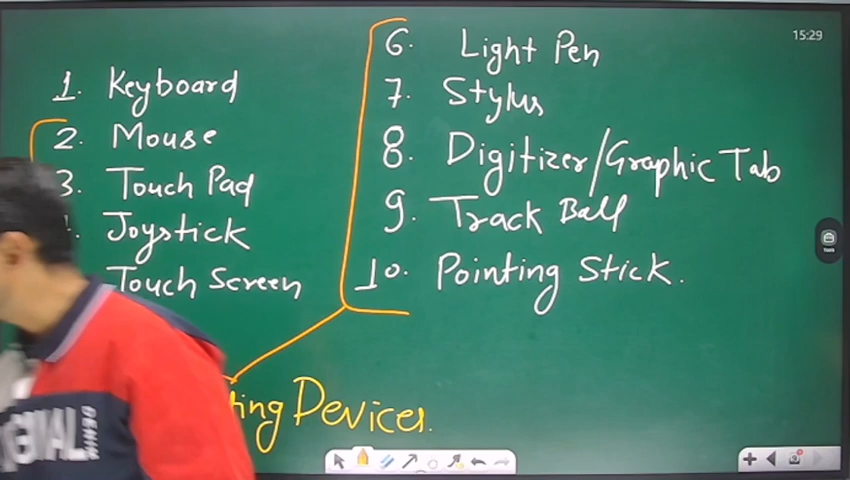 1. Keyboard
2. Mouse
3. Touch Pad
Joystick
Touch Screen
6. Light Pen
7. Stylus
8. Digitizer/Graphic Tab
9. Track Ball
10. Pointing Stick.
ting Devices.
15:29